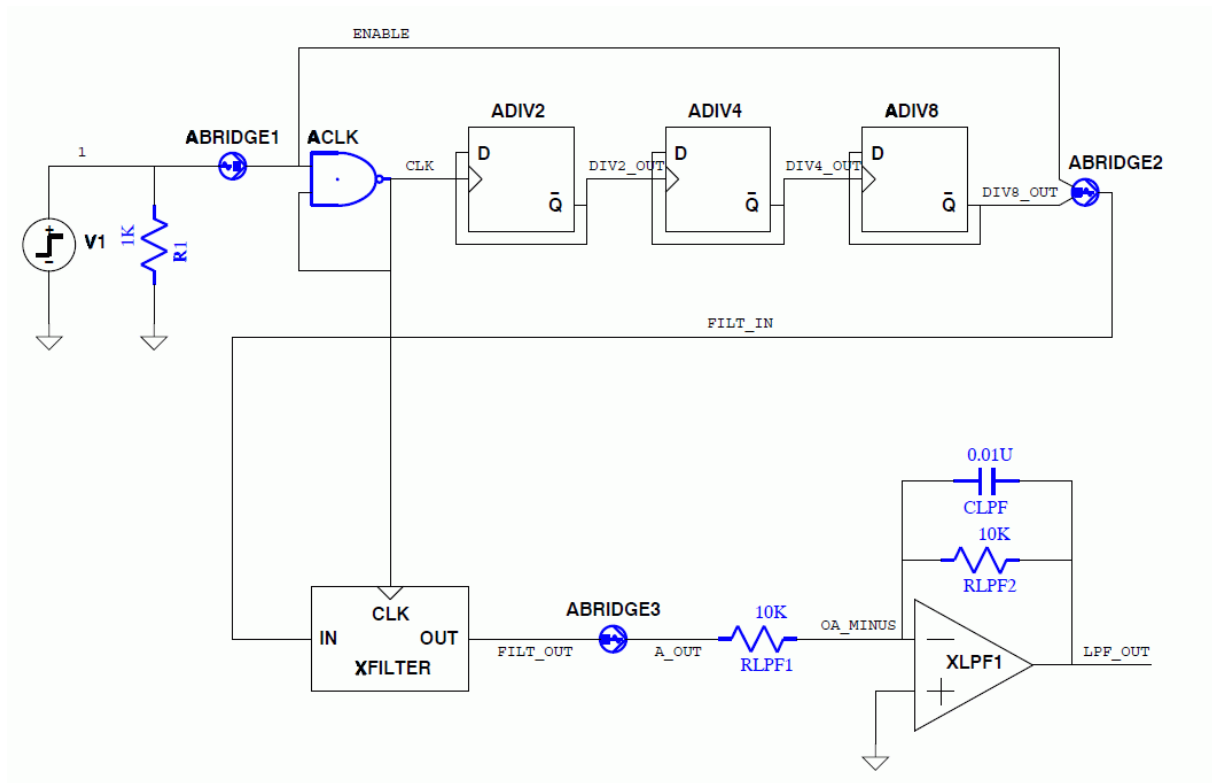 ENABLE
ADIV2
ADIV4
ADIV8
ABRIDGE1
ACLK
1
CLK
D
DIV2_OUT
D
DIV4_OUT
D
ABRIDGE2
DIV8_OUT
Q̄
Q̄
Q̄
+
−
V1
1K
R1
FILT_IN
0.01U
CLPF
10K
RLPF2
CLK
IN
OUT
XFILTER
ABRIDGE3
FILT_OUT
A_OUT
10K
RLPF1
OA_MINUS
−
+
XLPF1
LPF_OUT